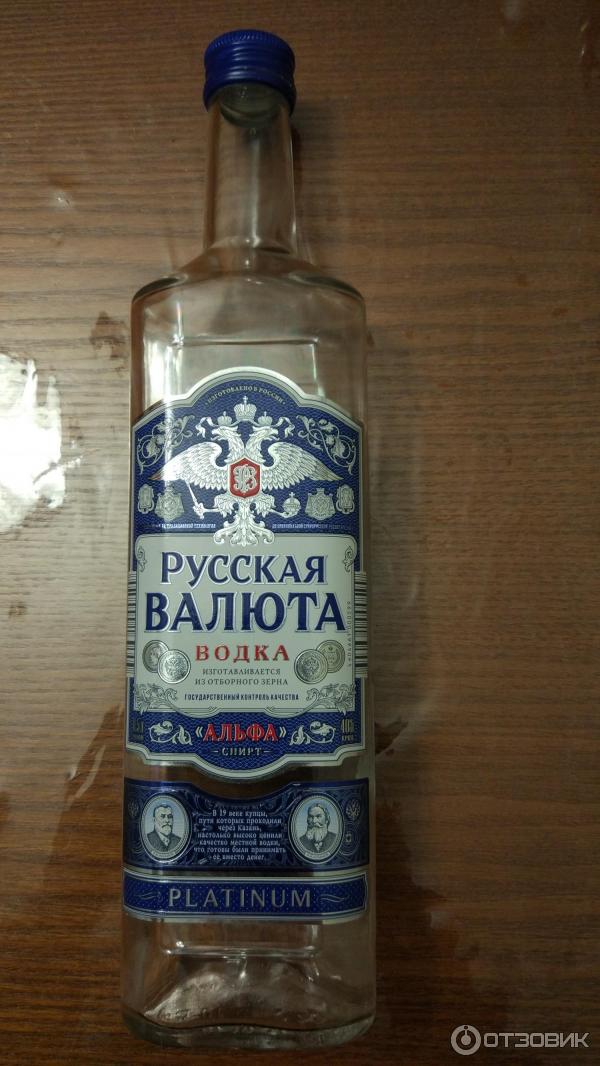 ИЗГОТОВЛЕНО В РОССИИ
РУССКАЯ
ВАЛЮТА
ВОДКА
ИЗГОТАВЛИВАЕТСЯ
ИЗ ОТБОРНОГО ЗЕРНА
ГОСУДАРСТВЕННЫЙ КОНТРОЛЬ КАЧЕСТВА
«АЛЬФА»
СПИРТ
В 19 веке купцы,
пути которых проходили
через Казань,
настолько высоко ценили
качество местной водки,
что готовы были принимать
ее вместо денег.
PLATINUM
ОТЗОВИК